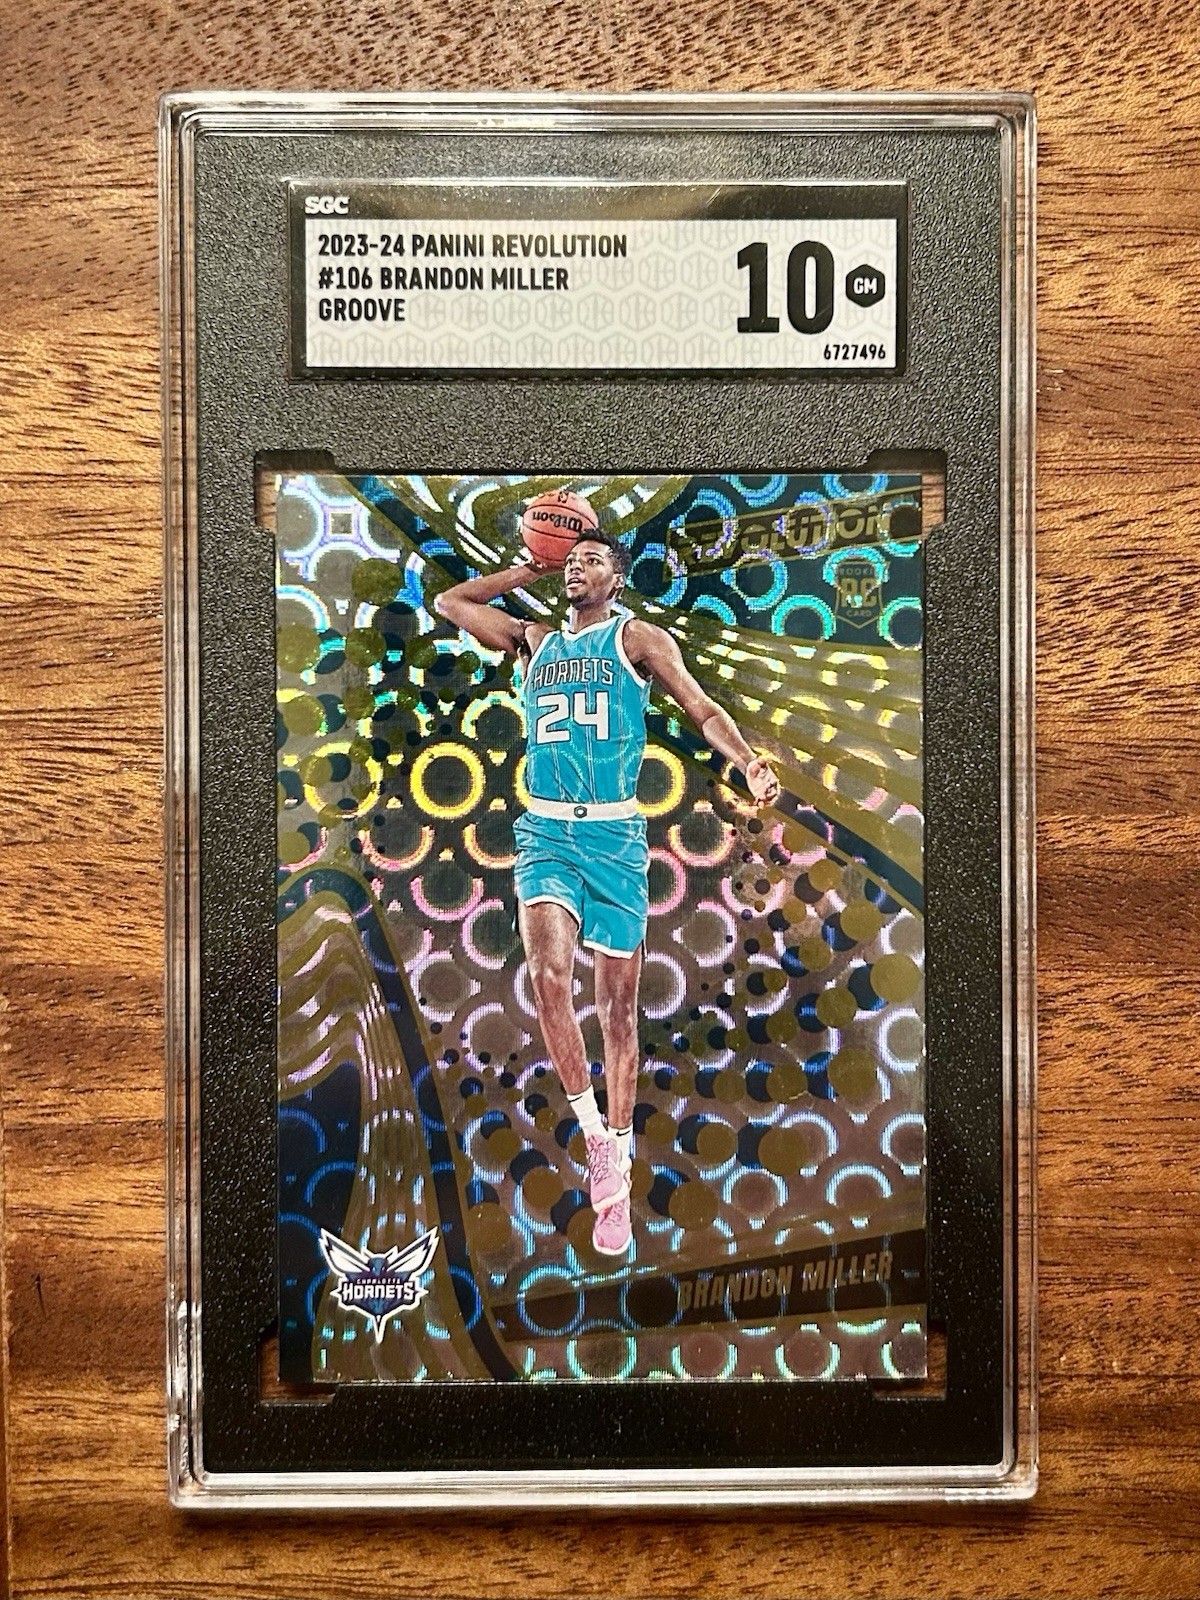 SGC
2023-24 PANINI REVOLUTION
#106 BRANDON MILLER
GROOVE
10
GM
6727496
REVOLUTION
ROOKIE
RC
CARD
Wilson
HORNETS
24
CHARLOTTE
HORNETS
BRANDON MILLER